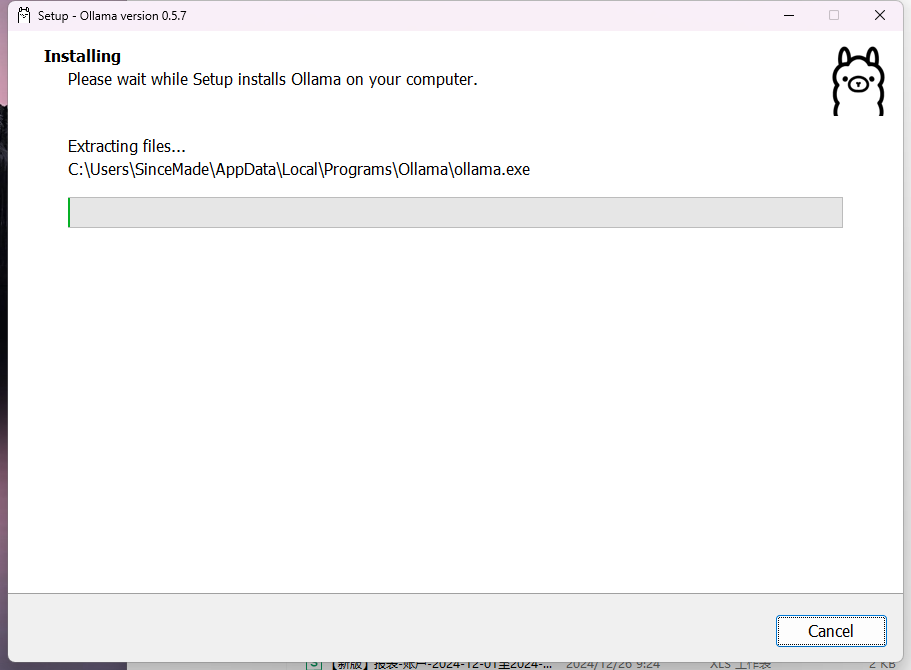 Setup - Ollama version 0.5.7
Installing
Please wait while Setup installs Ollama on your computer.
Extracting files...
C:\Users\SinceMade\AppData\Local\Programs\Ollama\ollama.exe
Cancel
【新版】报表-账户-2024-12-01至2024-... 2024/12/26 9:24 XLS 工作表 2 KB